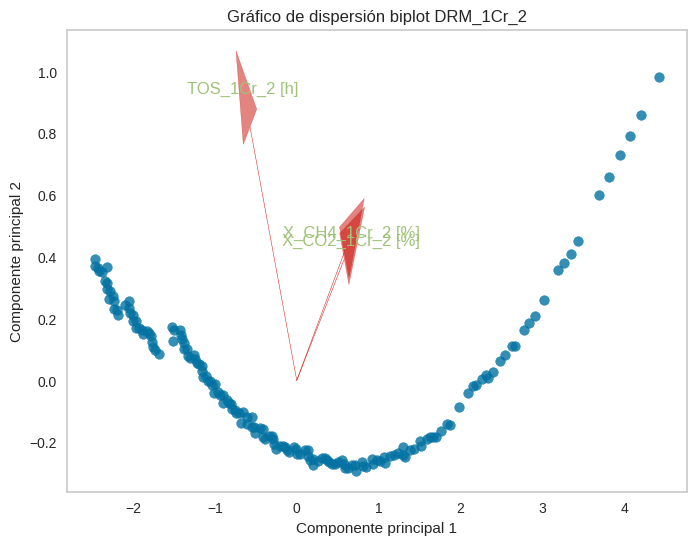 Gráfico de dispersión biplot DRM_1Cr_2
1.0
0.8
0.6
0.4
0.2
0.0
−0.2
Componente principal 2
TOS_1Cr_2 [h]
X_CH4_1Cr_2 [%]
X_CO2_1Cr_2 [%]
−2
−1
0
1
2
3
4
Componente principal 1